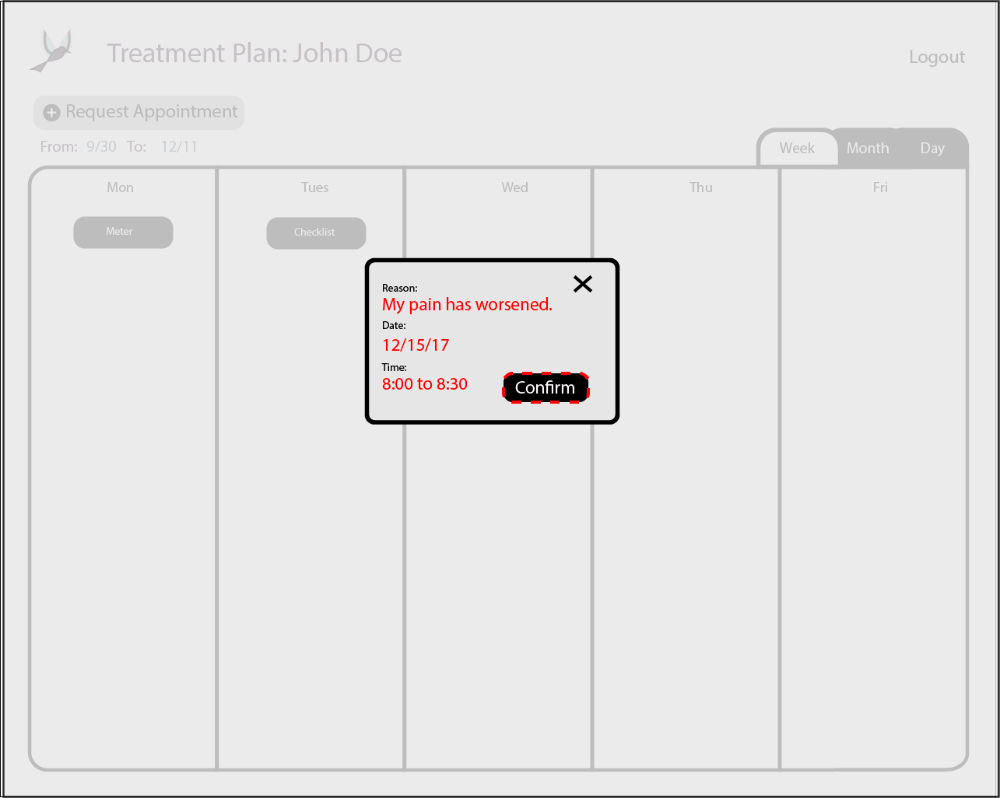 Treatment Plan: John Doe
Logout
Request Appointment
From: 9/30 To: 12/11
Week Month Day
Mon Tues Wed Thu Fri
Meter Checklist
Reason:
My pain has worsened.
Date:
12/15/17
Time:
8:00 to 8:30
Confirm